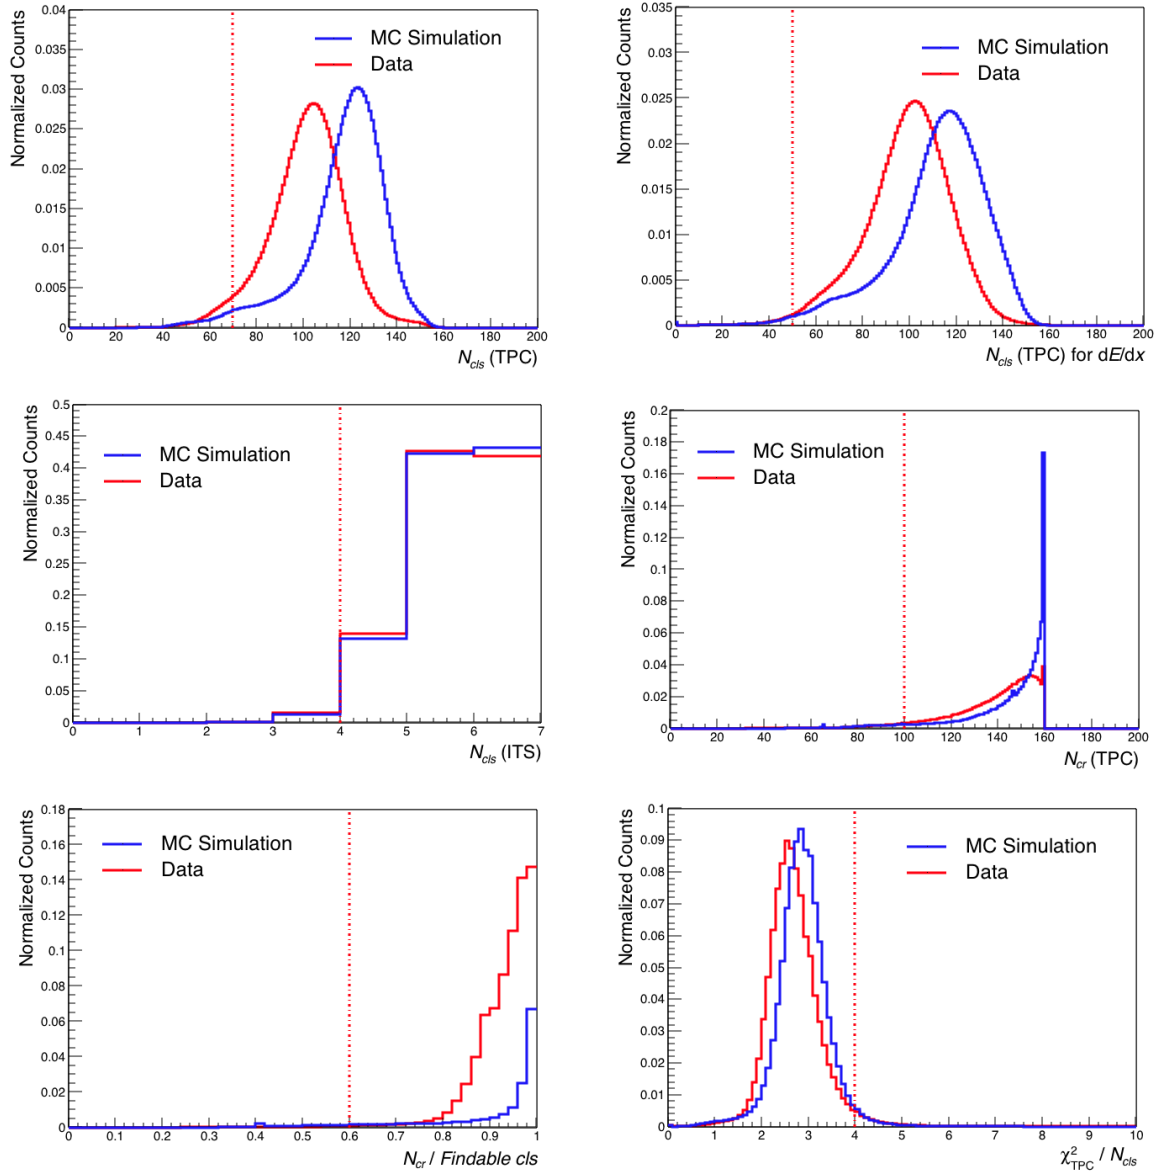 Normalized Counts
0.04
0.035
0.03
0.025
0.02
0.015
0.01
0.005
0
MC Simulation
Data
0 20 40 60 80 100 120 140 160 180 200
N_cls (TPC)
Normalized Counts
0.035
0.03
0.025
0.02
0.015
0.01
0.005
0
MC Simulation
Data
0 20 40 60 80 100 120 140 160 180 200
N_cls (TPC) for dE/dx
Normalized Counts
0.5
0.45
0.4
0.35
0.3
0.25
0.2
0.15
0.1
0.05
0
MC Simulation
Data
0 1 2 3 4 5 6 7
N_cls (ITS)
Normalized Counts
0.2
0.18
0.16
0.14
0.12
0.1
0.08
0.06
0.04
0.02
0
MC Simulation
Data
0 20 40 60 80 100 120 140 160 180 200
N_cr (TPC)
Normalized Counts
0.18
0.16
0.14
0.12
0.1
0.08
0.06
0.04
0.02
0
MC Simulation
Data
0 0.1 0.2 0.3 0.4 0.5 0.6 0.7 0.8 0.9 1
N_cr / Findable cls
Normalized Counts
0.1
0.09
0.08
0.07
0.06
0.05
0.04
0.03
0.02
0.01
0
MC Simulation
Data
0 1 2 3 4 5 6 7 8 9 10
χ²_TPC / N_cls